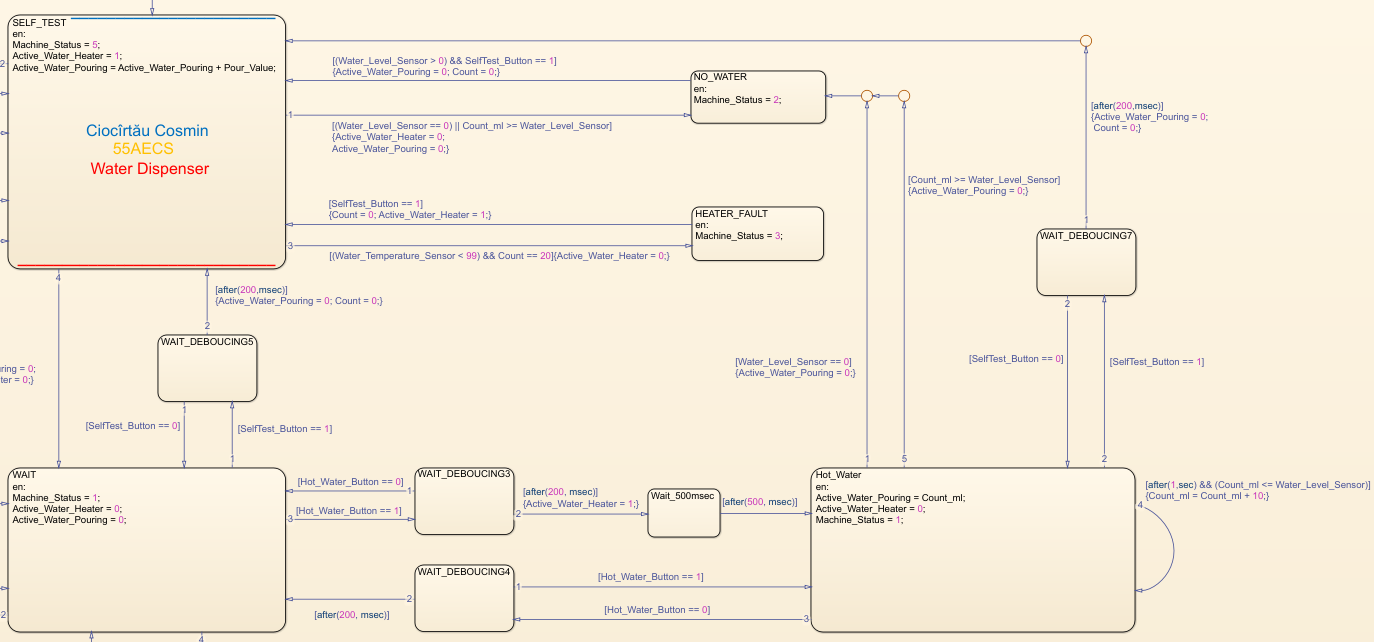 SELF_TEST
en:
Machine_Status = 5;
Active_Water_Heater = 1;
Active_Water_Pouring = Active_Water_Pouring + Pour_Value;
2
Ciocîrtău Cosmin
55AECS
Water Dispenser
[(Water_Level_Sensor > 0) && SelfTest_Button == 1]
{Active_Water_Pouring = 0; Count = 0;}
1
[(Water_Level_Sensor == 0) || Count_ml >= Water_Level_Sensor]
{Active_Water_Heater = 0;
Active_Water_Pouring = 0;}
NO_WATER
en:
Machine_Status = 2;
[after(200,msec)]
{Active_Water_Pouring = 0;
Count = 0;}
[Count_ml >= Water_Level_Sensor]
{Active_Water_Pouring = 0;}
[SelfTest_Button == 1]
{Count = 0; Active_Water_Heater = 1;}
3
[(Water_Temperature_Sensor < 99) && Count == 20]{Active_Water_Heater = 0;}
HEATER_FAULT
en:
Machine_Status = 3;
1
WAIT_DEBOUCING7
2
4
[after(200,msec)]
{Active_Water_Pouring = 0; Count = 0;}
2
WAIT_DEBOUCING5
1
uring = 0;
ter = 0;}
[Water_Level_Sensor == 0]
{Active_Water_Pouring = 0;}
[SelfTest_Button == 0]
[SelfTest_Button == 1]
[SelfTest_Button == 0]
[SelfTest_Button == 1]
1
1
5
2
WAIT
en:
Machine_Status = 1;
Active_Water_Heater = 0;
Active_Water_Pouring = 0;
2
4
[Hot_Water_Button == 0]
1
[Hot_Water_Button == 1]
3
WAIT_DEBOUCING3
[after(200, msec)]
{Active_Water_Heater = 1;}
2
Wait_500msec
[after(500, msec)]
Hot_Water
en:
Active_Water_Pouring = Count_ml;
Active_Water_Heater = 0;
Machine_Status = 1;
[after(1,sec) && (Count_ml <= Water_Level_Sensor)]
{Count_ml = Count_ml + 10;}
4
WAIT_DEBOUCING4
1
[Hot_Water_Button == 1]
2
[after(200, msec)]
[Hot_Water_Button == 0]
3